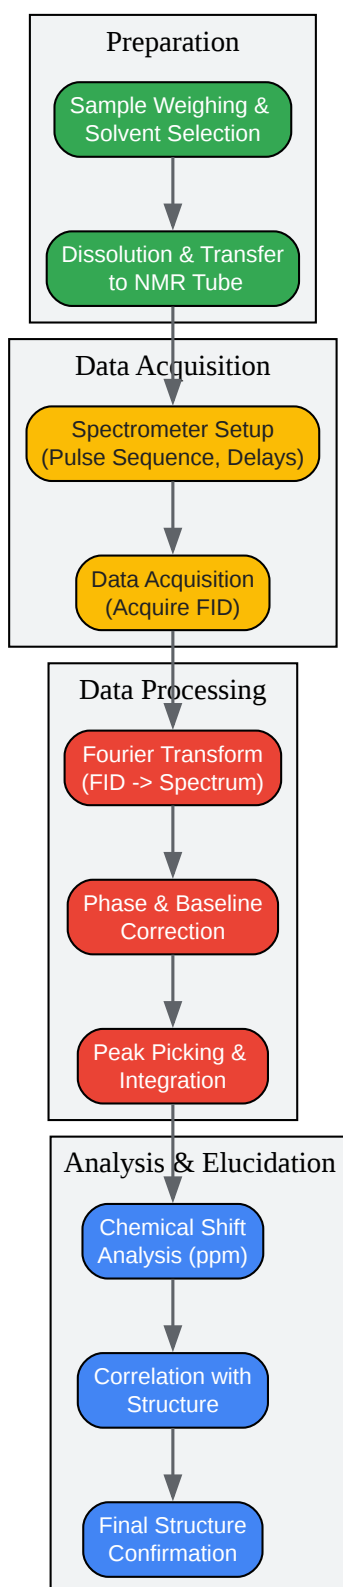 Preparation
Sample Weighing &
Solvent Selection
Dissolution & Transfer
to NMR Tube
Data Acquisition
Spectrometer Setup
(Pulse Sequence, Delays)
Data Acquisition
(Acquire FID)
Data Processing
Fourier Transform
(FID -> Spectrum)
Phase & Baseline
Correction
Peak Picking &
Integration
Analysis & Elucidation
Chemical Shift
Analysis (ppm)
Correlation with
Structure
Final Structure
Confirmation